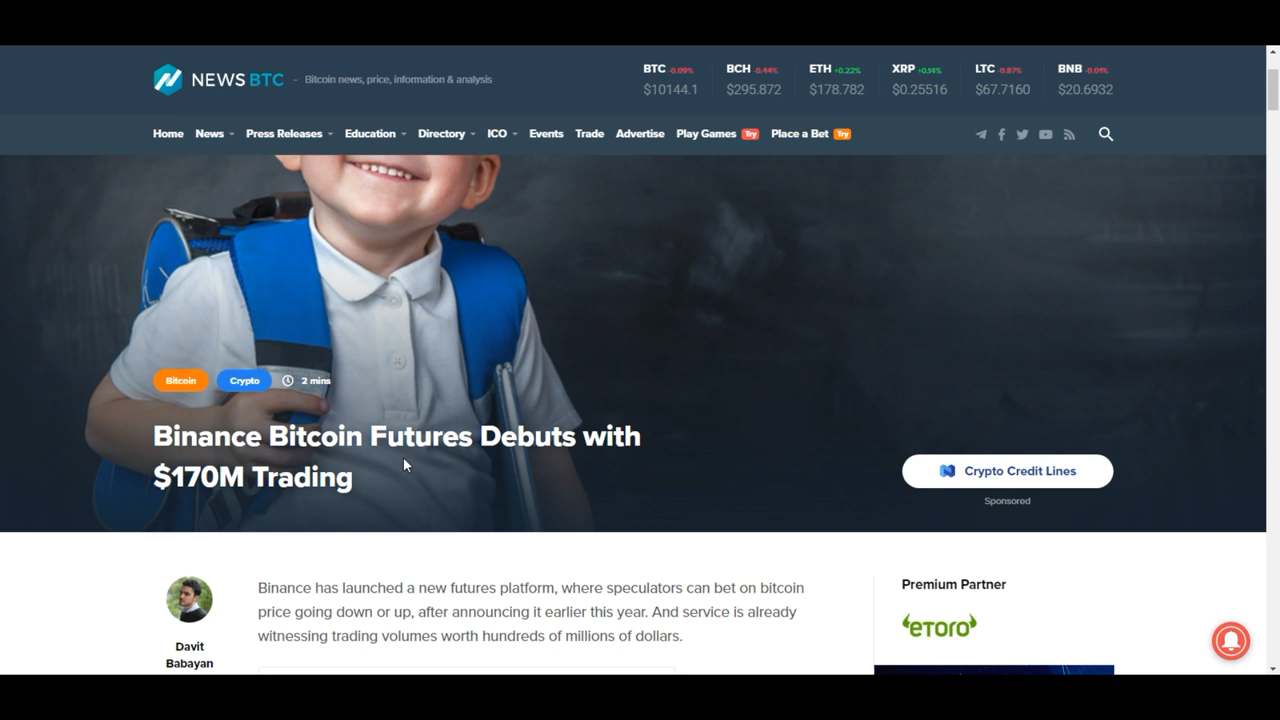 NEWSBTC - Bitcoin news, price, information & analysis
BTC -0.09% BCH -0.44% ETH +0.22% XRP +0.14% LTC -0.87% BNB -0.01%
$10144.1 $295.872 $178.782 $0.25516 $67.7160 $20.6932
Home News Press Releases Education Directory ICO Events Trade Advertise Play Games Try Place a Bet Try
Bitcoin Crypto 2 mins
Binance Bitcoin Futures Debuts with
$170M Trading
Crypto Credit Lines
Sponsored
Davit
Babayan
Binance has launched a new futures platform, where speculators can bet on bitcoin
price going down or up, after announcing it earlier this year. And service is already
witnessing trading volumes worth hundreds of millions of dollars.
Premium Partner
eToro